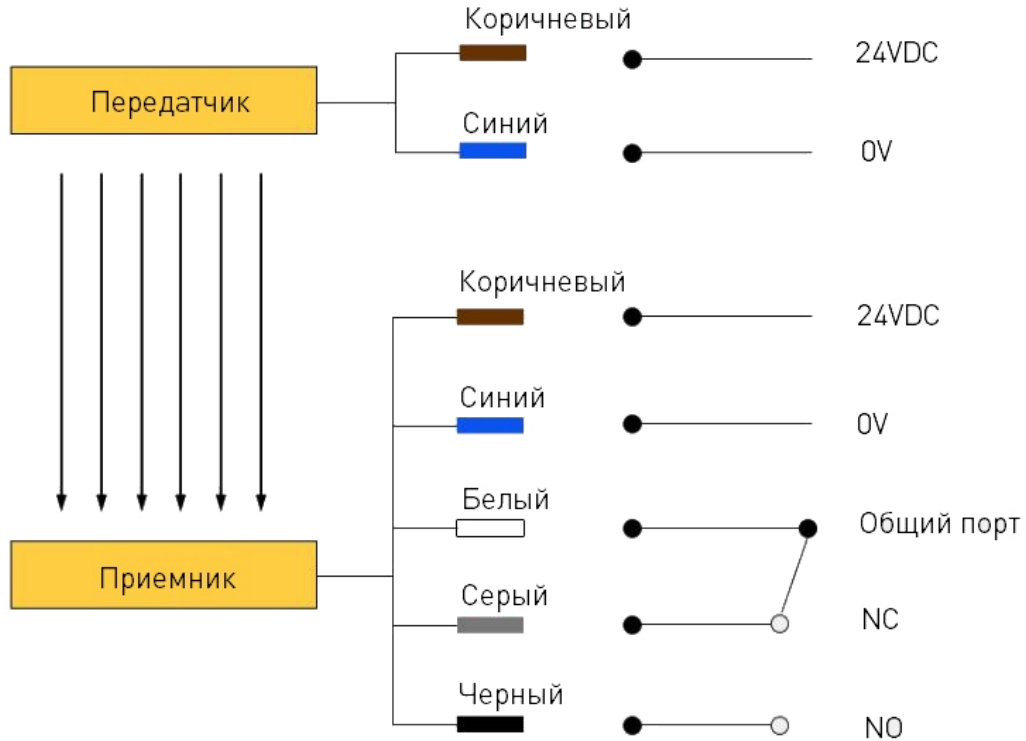 Коричневый
24VDC
Передатчик
Синий
0V
Коричневый
24VDC
Синий
0V
Белый
Общий порт
Приемник
Серый
NC
Черный
NO